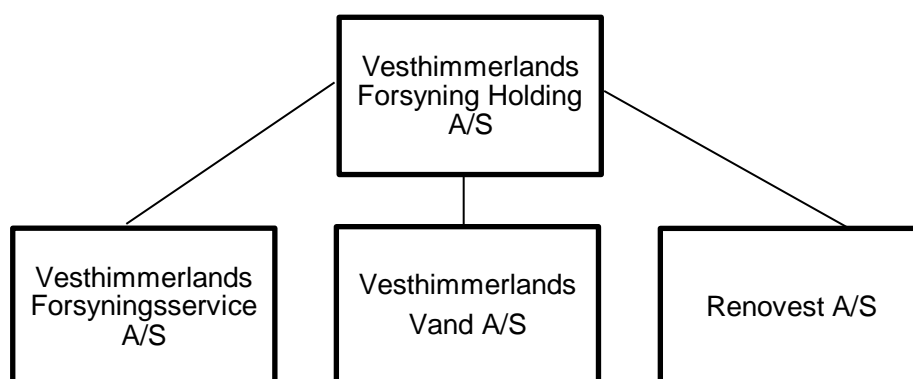 Vesthimmerlands
Forsyning Holding
A/S
Vesthimmerlands
Forsyningsservice
A/S
Vesthimmerlands
Vand A/S
Renovest A/S